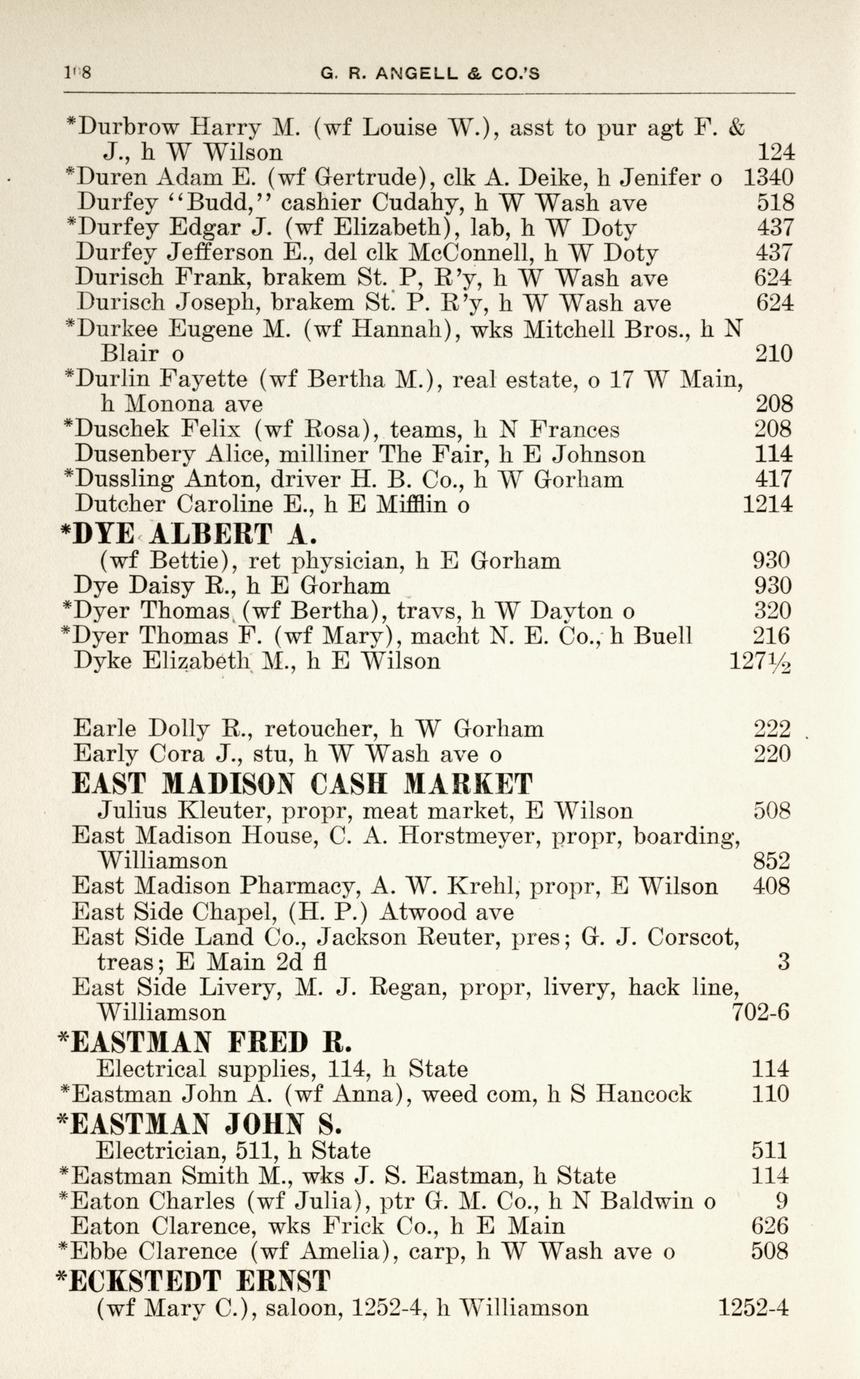 G. R. ANGELL & CO.'S
*Durbrow Harry M. (wf Louise W.), asst to pur agt F. &
J., h W Wilson 124
*Duren Adam E. (wf Gertrude), clk A. Deike, h Jenifer o 1340
Durfey “Budd,” cashier Cudahy, h W Wash ave 518
*Durfey Edgar J. (wf Elizabeth), lab, h W Doty 437
Durfey Jefferson E., del clk McConnell, h W Doty 437
Durisch Frank, brakem St. P, R'y, h W Wash ave 624
Durisch Joseph, brakem St. P. R'y, h W Wash ave 624
*Durkee Eugene M. (wf Hannah), wks Mitchell Bros., h N
Blair o 210
*Durlin Fayette (wf Bertha M.), real estate, o 17 W Main,
h Monona ave 208
*Duschek Felix (wf Rosa), teams, h N Frances 208
Dusenbery Alice, milliner The Fair, h E Johnson 114
*Dussling Anton, driver H. B. Co., h W Gorham 417
Dutcher Caroline E., h E Mifflin o 1214
*DYE ALBERT A.
(wf Bettie), ret physician, h E Gorham 930
Dye Daisy R., h E Gorham 930
*Dyer Thomas (wf Bertha), travs, h W Dayton o 320
*Dyer Thomas F. (wf Mary), macht N. E. Co., h Buell 216
Dyke Elizabeth M., h E Wilson 127½
Earle Dolly R., retoucher, h W Gorham 222
Early Cora J., stu, h W Wash ave o 220
EAST MADISON CASH MARKET
Julius Kleuter, propr, meat market, E Wilson 508
East Madison House, C. A. Horstmeyer, propr, boarding,
Williamson 852
East Madison Pharmacy, A. W. Krehl, propr, E Wilson 408
East Side Chapel, (H. P.) Atwood ave
East Side Land Co., Jackson Reuter, pres; G. J. Corscot,
treas; E Main 2d fl 3
East Side Livery, M. J. Regan, propr, livery, hack line,
Williamson 702-6
*EASTMAN FRED R.
Electrical supplies, 114, h State 114
*Eastman John A. (wf Anna), weed com, h S Hancock 110
*EASTMAN JOHN S.
Electrician, 511, h State 511
*Eastman Smith M., wks J. S. Eastman, h State 114
*Eaton Charles (wf Julia), ptr G. M. Co., h N Baldwin o 9
Eaton Clarence, wks Frick Co., h E Main 626
*Ebbe Clarence (wf Amelia), carp, h W Wash ave o 508
*ECKSTEDT ERNST
(wf Mary C.), saloon, 1252-4, h Williamson 1252-4